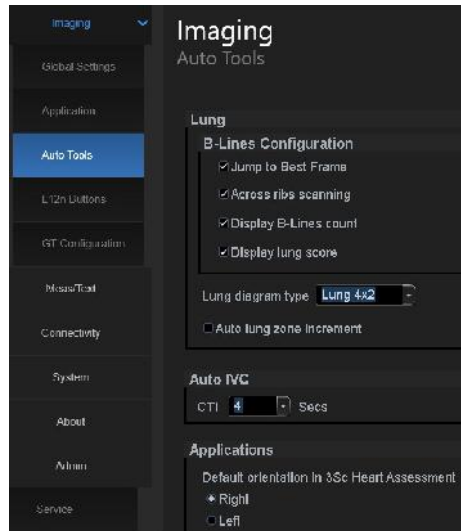 Imaging
Global Settings
Application
Auto Tools
L12n Buttons
GT Configuration
Meas/Text
Connectivity
System
About
Admin
Service
Imaging
Auto Tools
Lung
B-Lines Configuration
Jump to Best Frame
Across ribs scanning
Display B-Lines count
Display lung score
Lung diagram type Lung 4x2
Auto lung zone increment
Auto IVC
CTI 4 Secs
Applications
Default orientation in 3Sc Heart Assessment
Right
Left